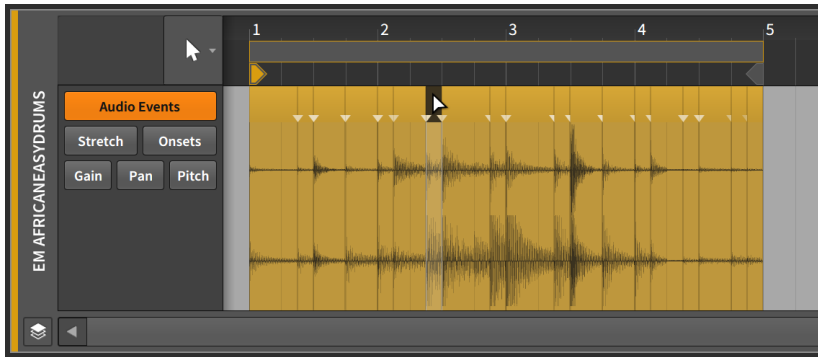 1 2 3 4 5
EM AFRICANEASYDRUMS
Audio Events
Stretch Onsets
Gain Pan Pitch